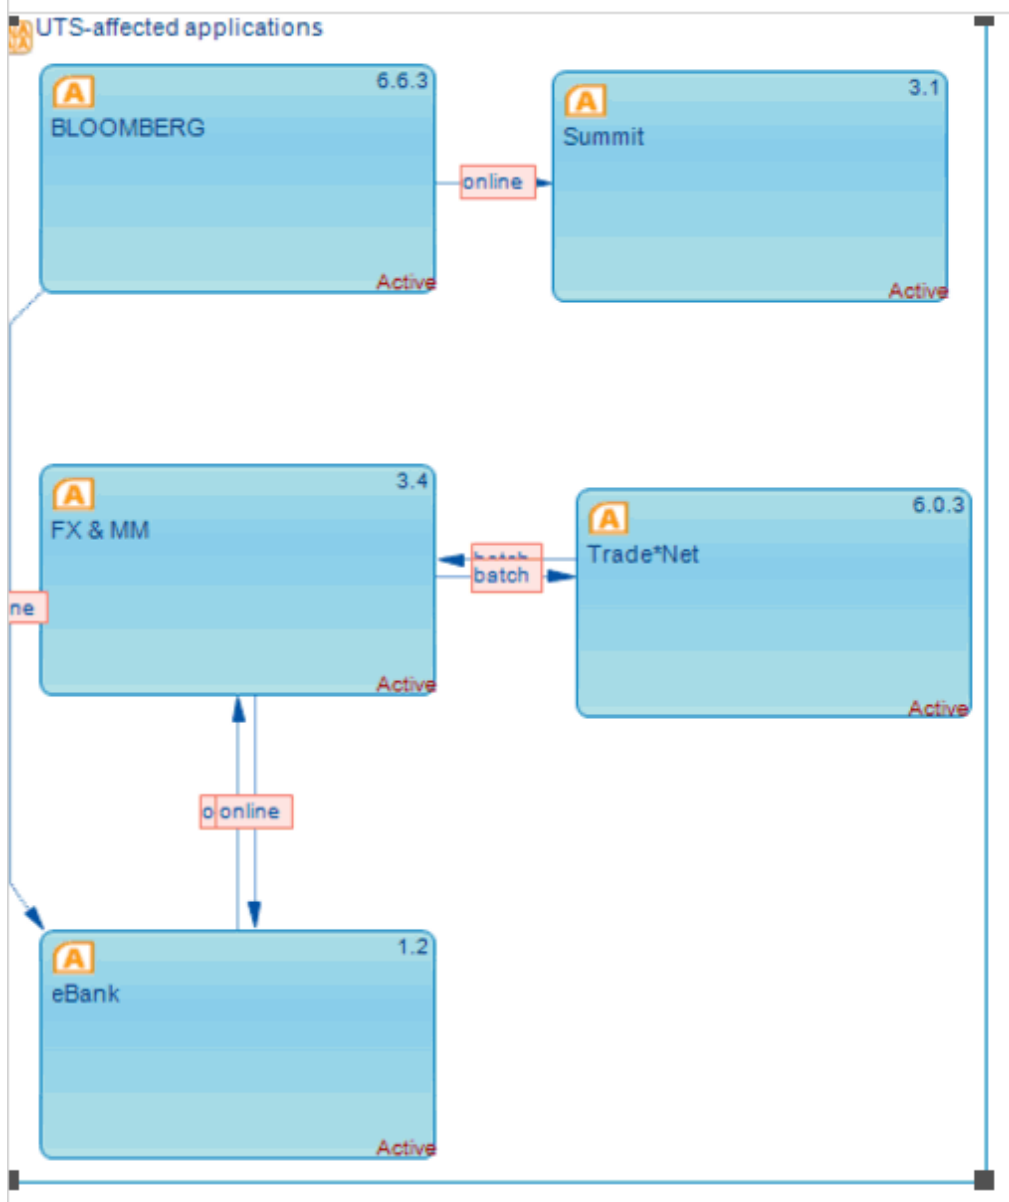 UTS-affected applications
A
6.6.3
BLOOMBERG
Active
A
3.1
Summit
Active
online
A
3.4
FX & MM
Active
A
6.0.3
Trade*Net
Active
batch
batch
ne
o online
A
1.2
eBank
Active